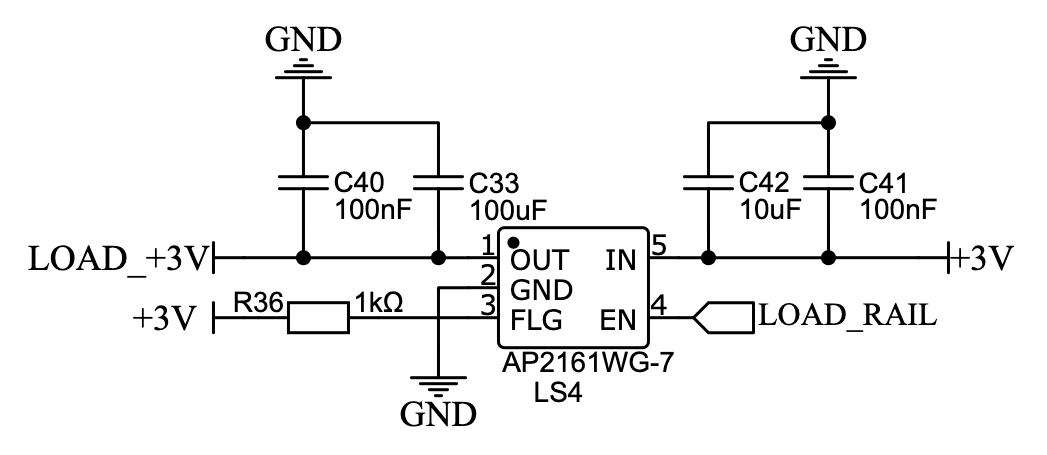 GND
GND
C40
100nF
C33
100uF
C42
10uF
C41
100nF
LOAD_+3V
1
OUT
IN
5
+3V
2
GND
+3V
R36
1kΩ
3
FLG
EN
4
LOAD_RAIL
AP2161WG-7
LS4
GND